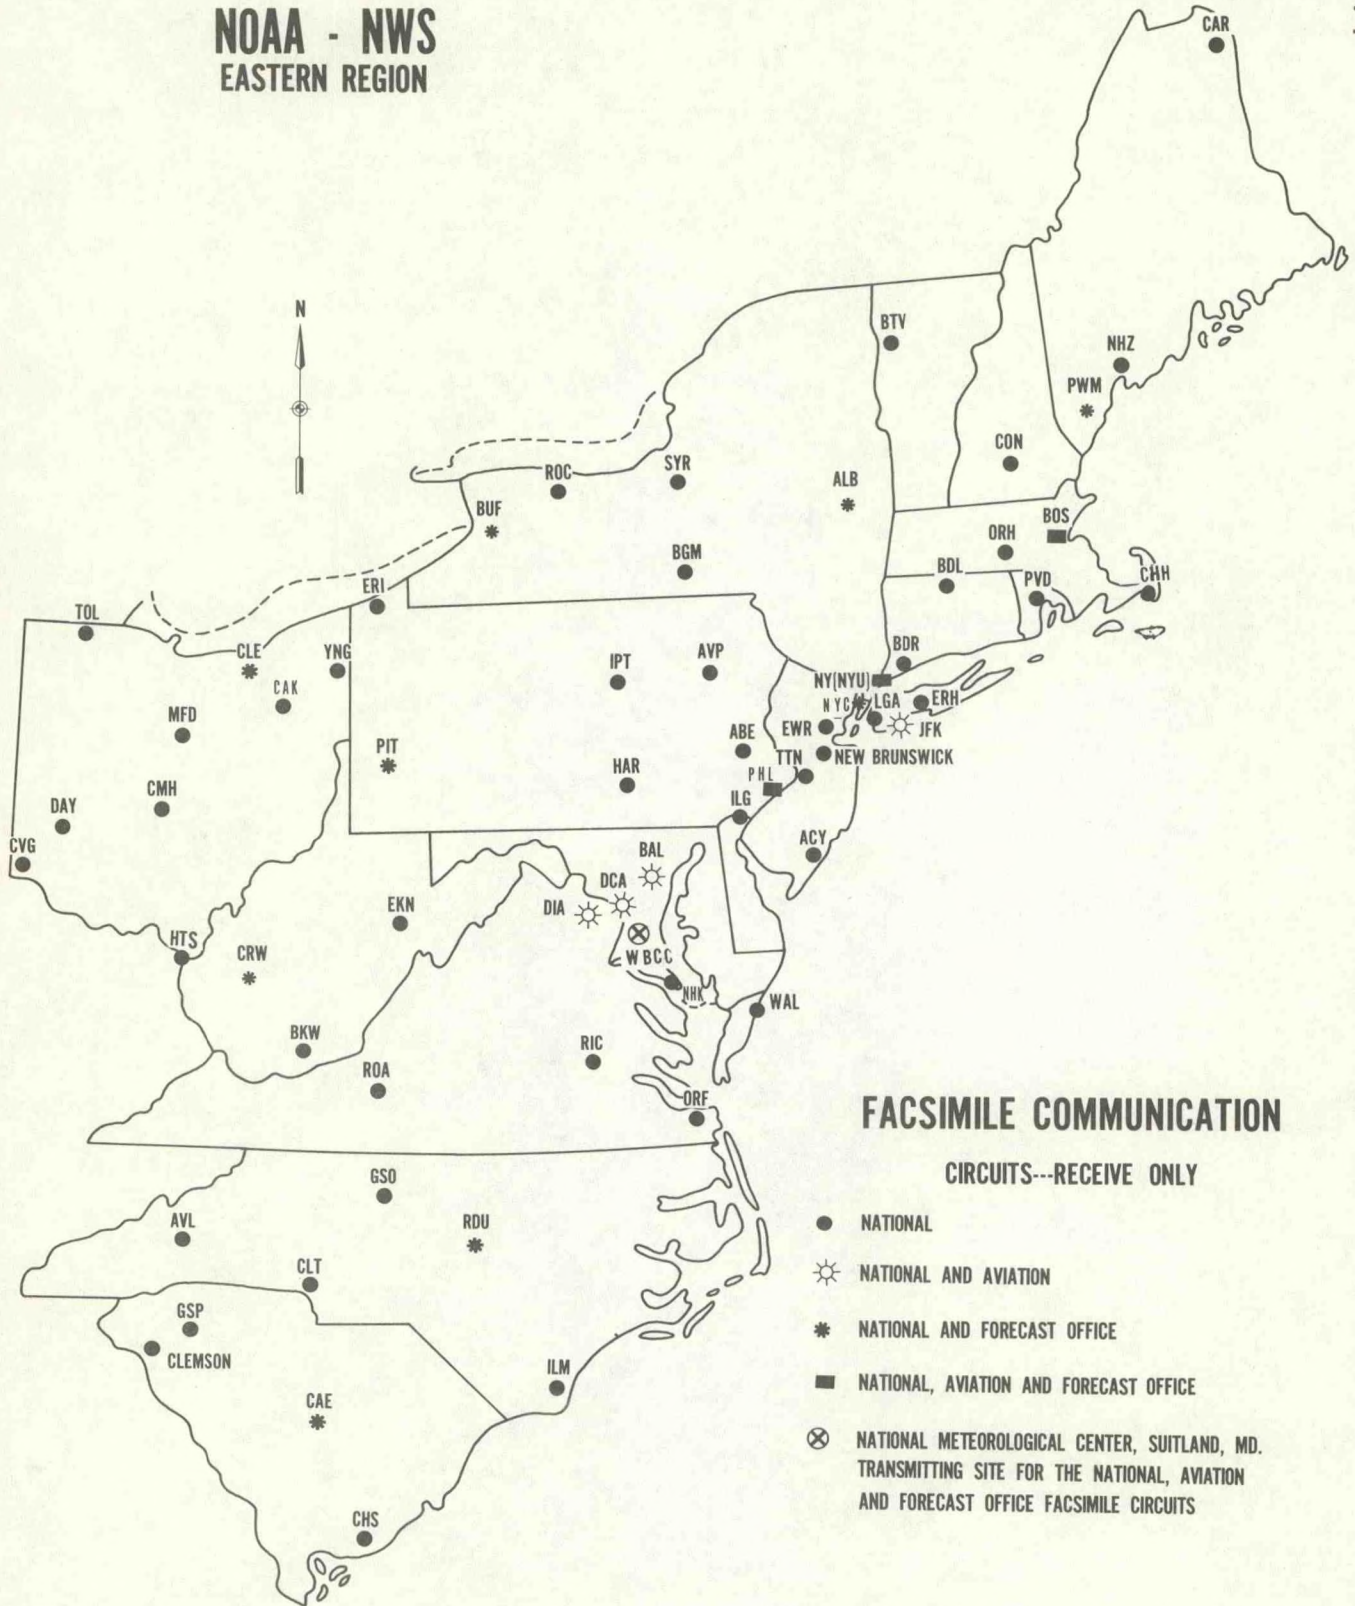 NOAA - NWS
EASTERN REGION
CAR
N
BTV
NHZ
PWM
CON
ROC
SYR
ALB
BUF
BOS
ORH
BGM
BDL
PVD
CHH
ERI
TOL
CLE
YNG
BDR
IPT
AVP
NY(NYU)
CAK
NYC
LGA
ERH
MFD
EWR
JFK
PIT
ABE
NEW BRUNSWICK
TTN
HAR
PHL
CMH
DAY
ILG
CVG
ACY
BAL
DCA
DIA
EKN
HTS
CRW
WBCC
NHK
WAL
BKW
RIC
ROA
ORF
FACSIMILE COMMUNICATION
CIRCUITS---RECEIVE ONLY
GSO
AVL
RDU
NATIONAL
CLT
NATIONAL AND AVIATION
GSP
CLEMSON
NATIONAL AND FORECAST OFFICE
ILM
NATIONAL, AVIATION AND FORECAST OFFICE
CAE
NATIONAL METEOROLOGICAL CENTER, SUITLAND, MD.
TRANSMITTING SITE FOR THE NATIONAL, AVIATION
AND FORECAST OFFICE FACSIMILE CIRCUITS
CHS